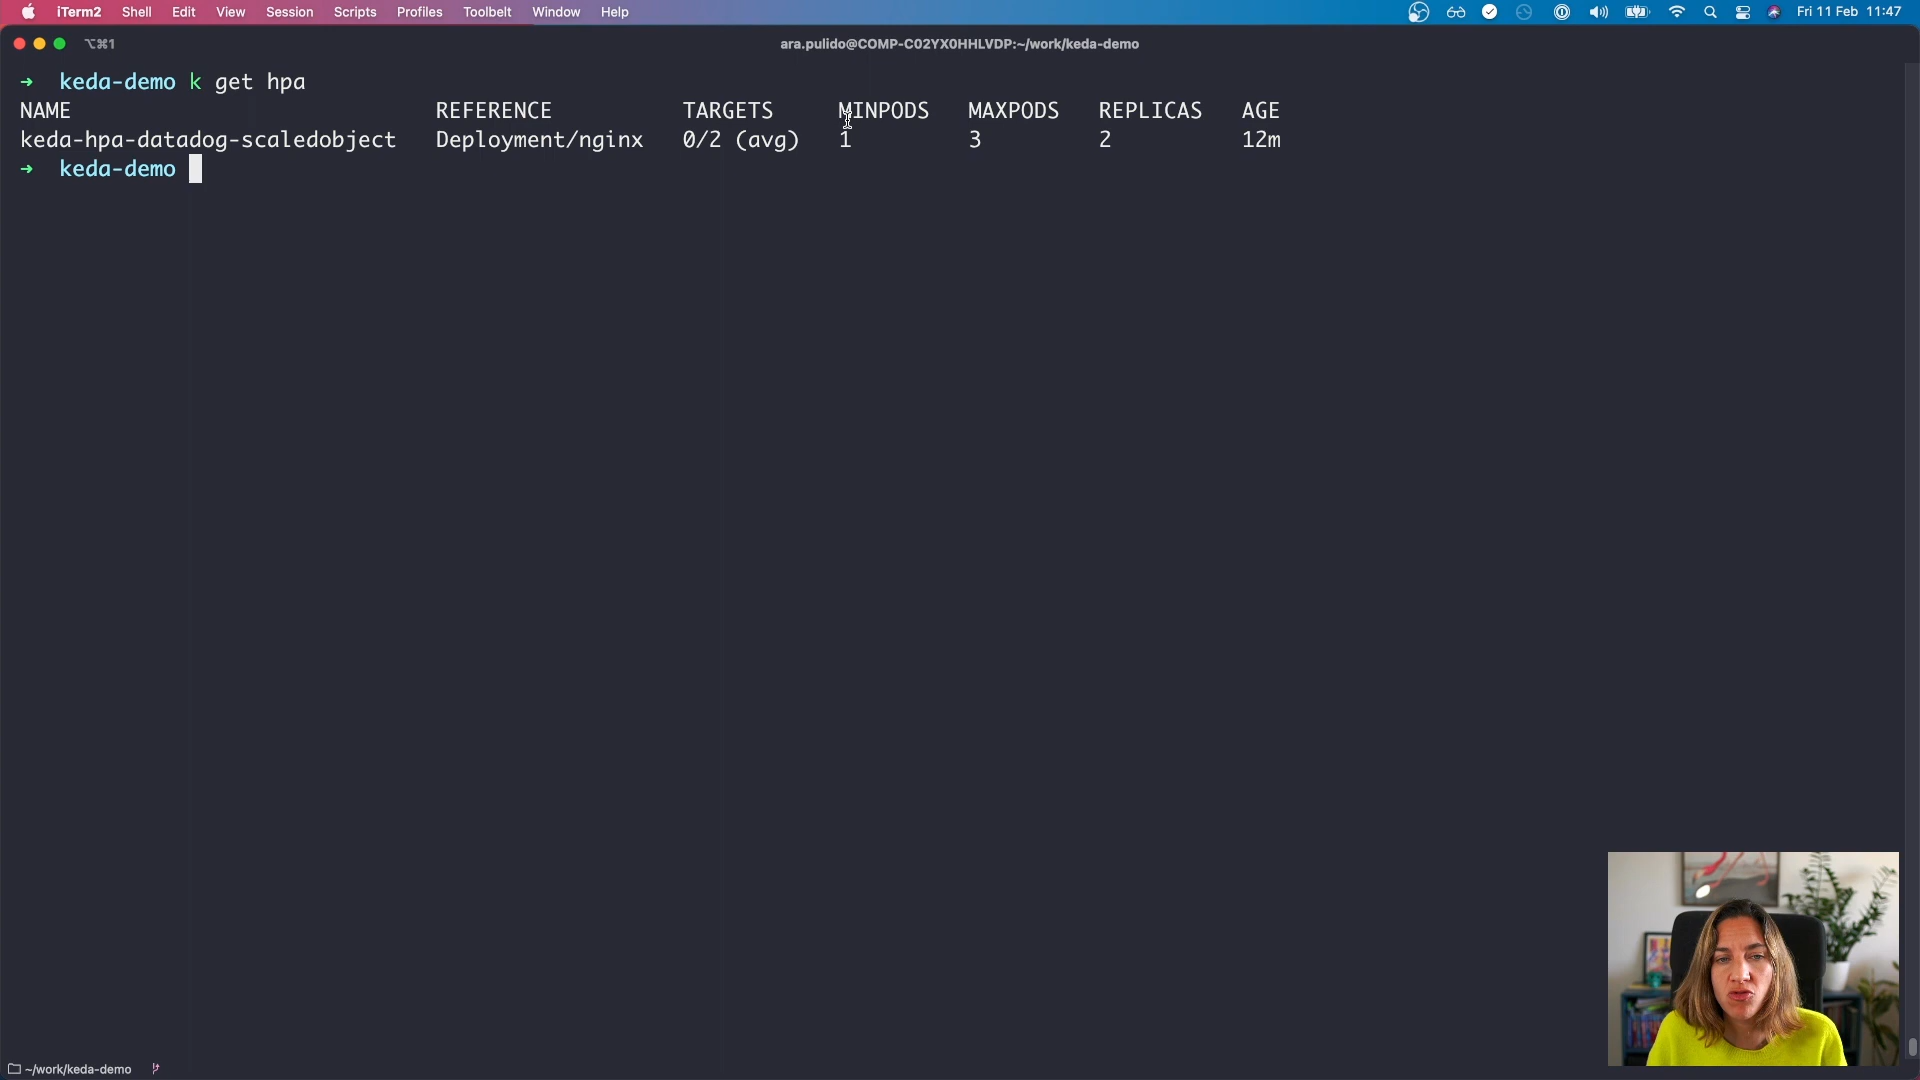 iTerm2 Shell Edit View Session Scripts Profiles Toolbelt Window Help Fri 11 Feb 11:47
⌥⌘1 ara.pulido@COMP-C02YX0HHLVDP:~/work/keda-demo
→ keda-demo k get hpa
NAME REFERENCE TARGETS MINPODS MAXPODS REPLICAS AGE
keda-hpa-datadog-scaledobject Deployment/nginx 0/2 (avg) 1 3 2 12m
→ keda-demo
~/work/keda-demo